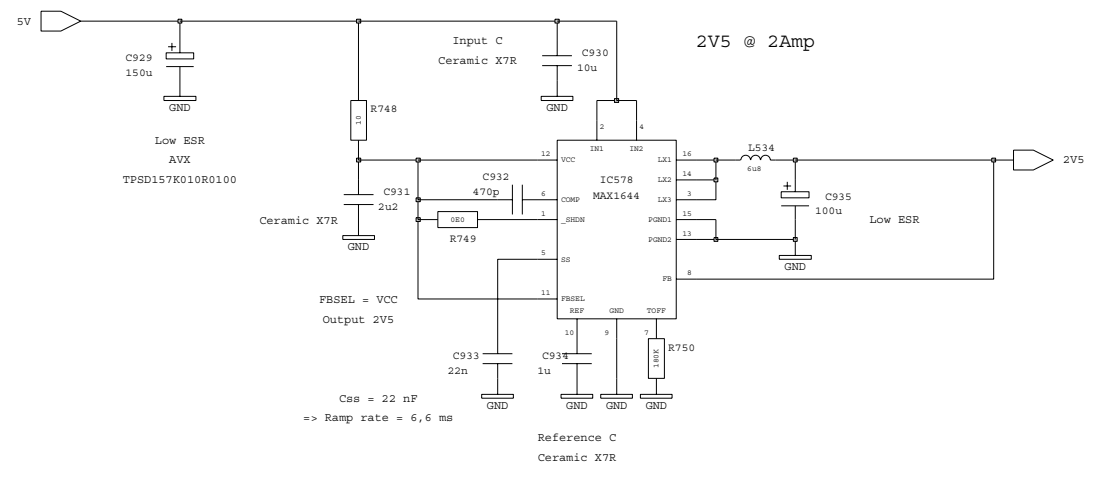 5V
2V5 @ 2Amp
Input C
Ceramic X7R
C930
10u
GND
+
C929
150u
GND
Low ESR
AVX
TPSD157K010R0100
R748
10
C931
2u2
Ceramic X7R
GND
C932
470p
0E0
R749
2
4
IN1
IN2
12
VCC
IC578
MAX1644
6
COMP
1
_SHDN
5
SS
11
FBSEL
REF
GND
TOFF
LX1
16
LX2
14
LX3
3
PGND1
15
PGND2
13
FB
8
L534
6u8
2V5
+
C935
100u
Low ESR
GND
FBSEL = VCC
Output 2V5
10
9
7
C933
22n
GND
C934
1u
GND
GND
R750
180K
GND
Css = 22 nF
=> Ramp rate = 6,6 ms
Reference C
Ceramic X7R